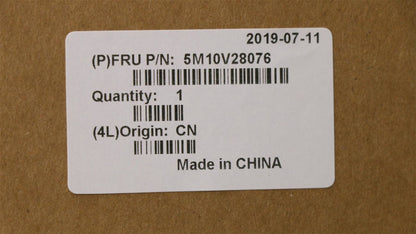 2019-07-11
(P)FRU P/N: 5M10V28076
Quantity: 1
(4L)Origin: CN
Made in CHINA